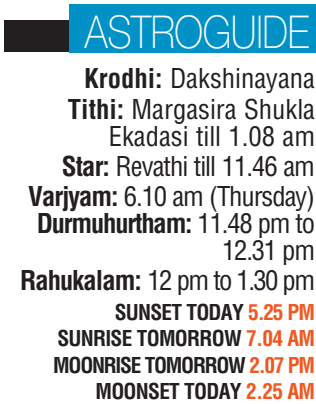 ASTROGUIDE
Krodhi: Dakshinayana
Tithi: Margasira Shukla
Ekadasi till 1.08 am
Star: Revathi till 11.46 am
Varjyam: 6.10 am (Thursday)
Durmuhurtham: 11.48 pm to
12.31 pm
Rahukalam: 12 pm to 1.30 pm
SUNSET TODAY 5.25 PM
SUNRISE TOMORROW 7.04 AM
MOONRISE TOMORROW 2.07 PM
MOONSET TODAY 2.25 AM